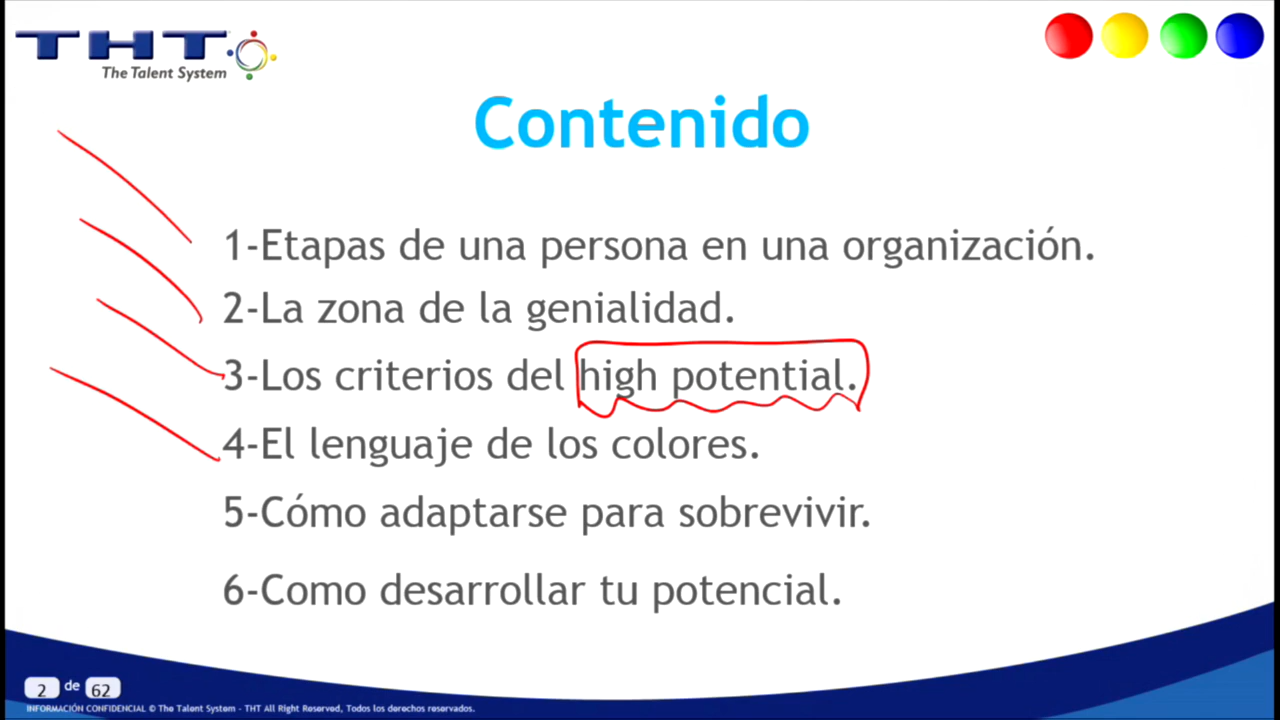 THT
The Talent System
Contenido
1-Etapas de una persona en una organización.
2-La zona de la genialidad.
3-Los criterios del high potential.
4-El lenguaje de los colores.
5-Cómo adaptarse para sobrevivir.
6-Como desarrollar tu potencial.
2 de 62
INFORMACIÓN CONFIDENCIAL © The Talent System - THT All Right Reserved, Todos los derechos reservados.